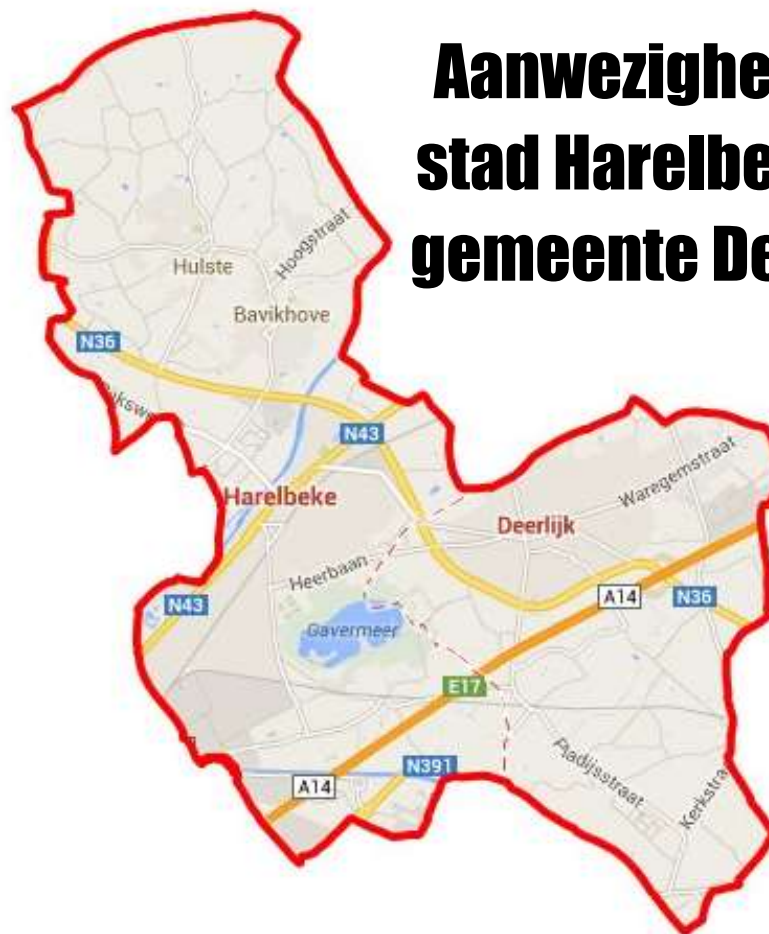 Aanwezighe
stad Harelbe
gemeente De
Hulste
Hoogstraat
Bavikhove
N36
N43
Harelbeke
Waregemstraat
Deerlijk
Heerbaan
A14
N36
N43
Gavermeer
E17
N391
A14
Pladijsstraat
Kerkstra